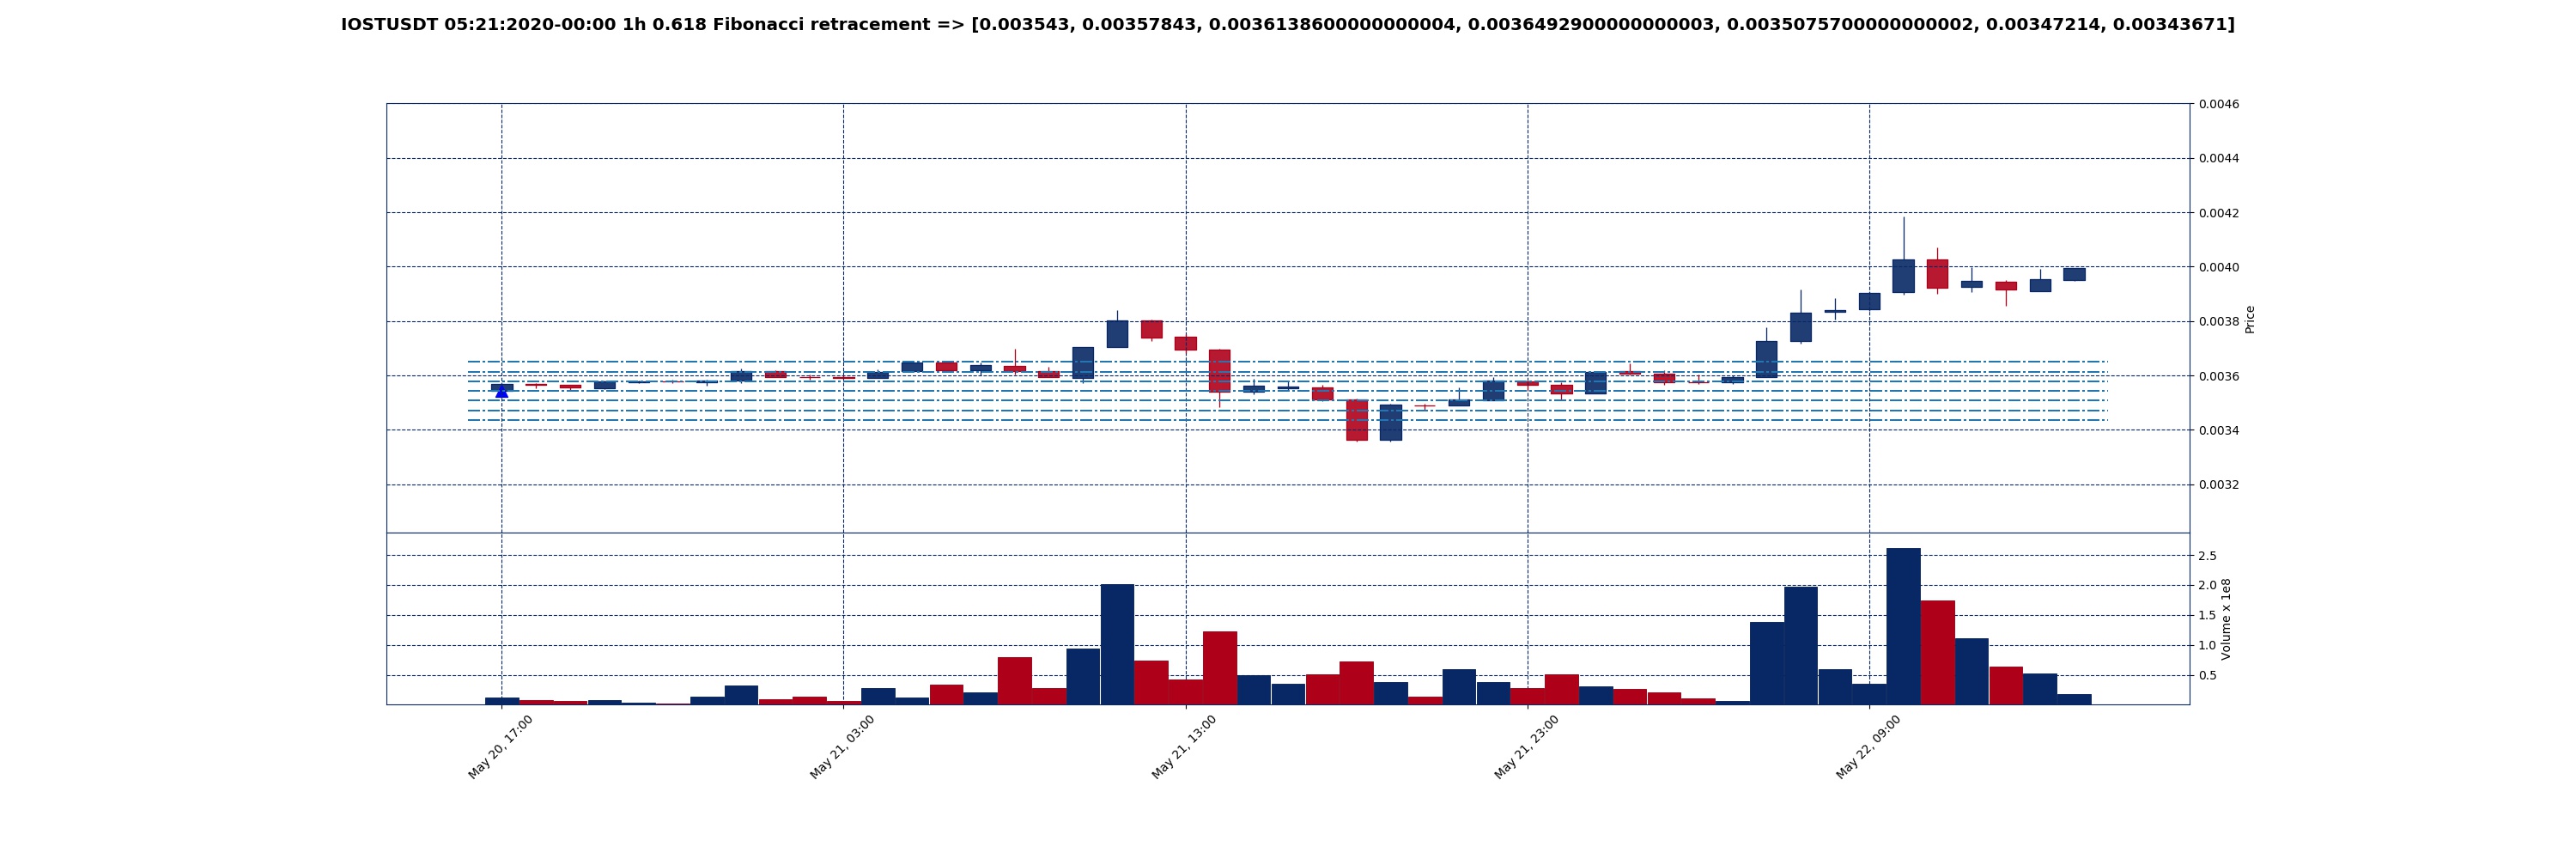 IOSTUSDT 05:21:2020-00:00 1h 0.618 Fibonacci retracement => [0.003543, 0.00357843, 0.0036138600000000004, 0.0036492900000000003, 0.0035075700000000002, 0.00347214, 0.00343671]
0.0046
0.0044
0.0042
0.0040
0.0038
0.0036
0.0034
0.0032
Price
2.5
2.0
1.5
1.0
0.5
Volume x 1e8
May 20, 17:00
May 21, 03:00
May 21, 13:00
May 21, 23:00
May 22, 09:00